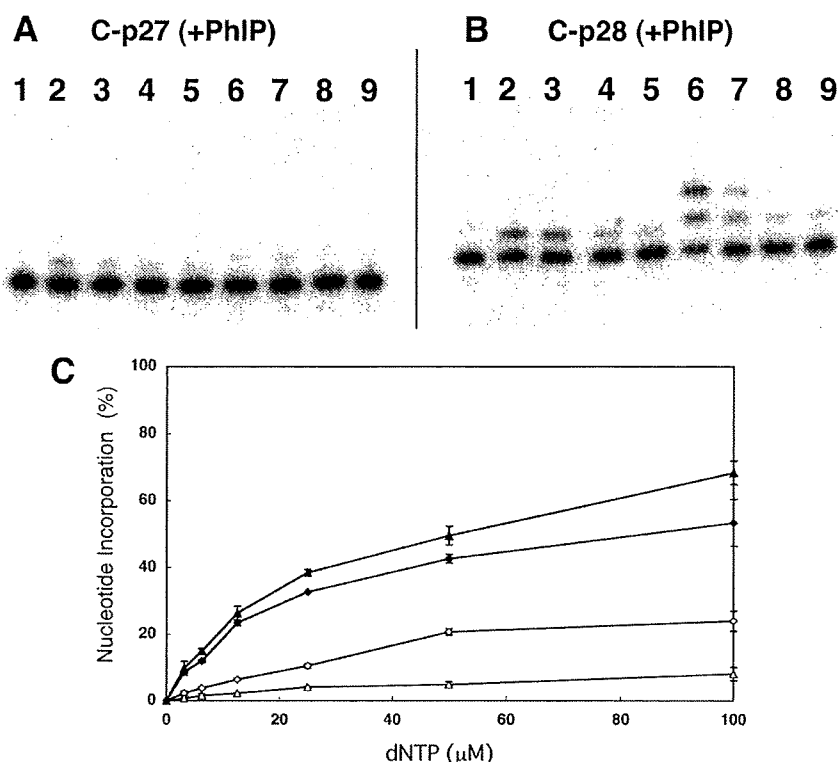 A C-p27 (+PhIP)
1 2 3 4 5 6 7 8 9
B C-p28 (+PhIP)
1 2 3 4 5 6 7 8 9
C
Nucleotide Incorporation (%)
100
80
60
40
20
0
0 20 40 60 80 100
dNTP (μM)